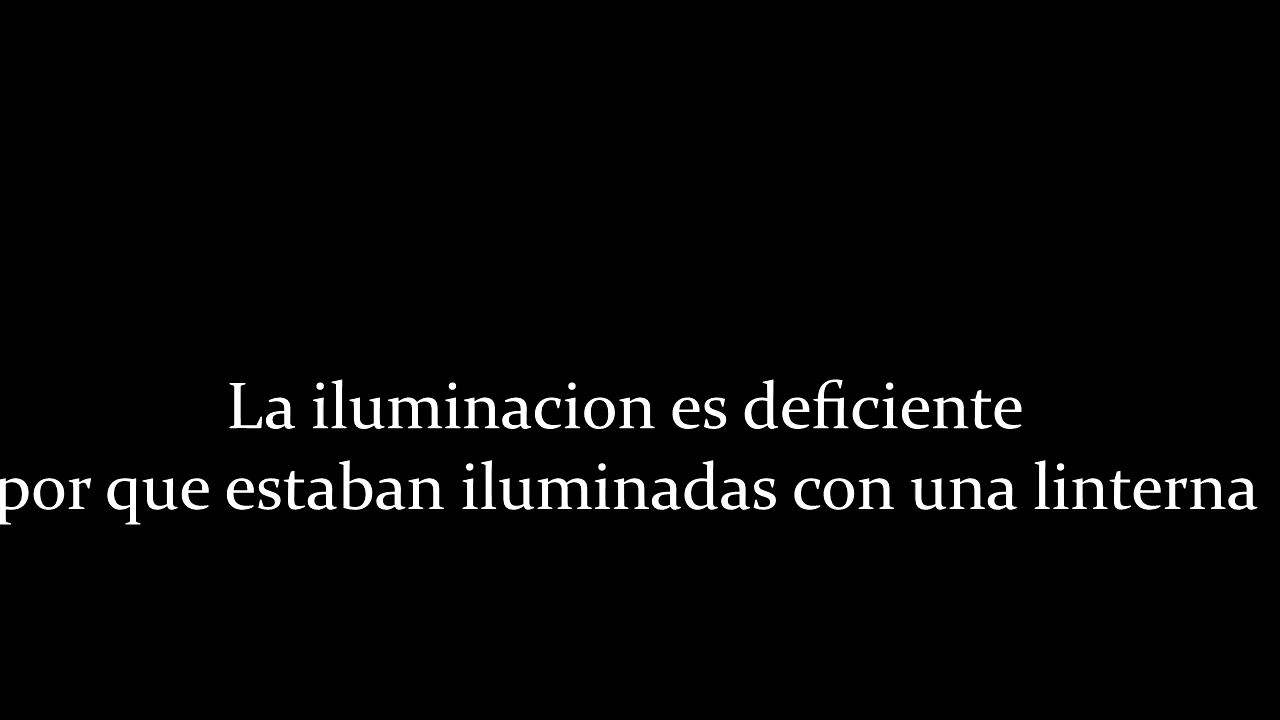 La iluminacion es deficiente
por que estaban iluminadas con una linterna